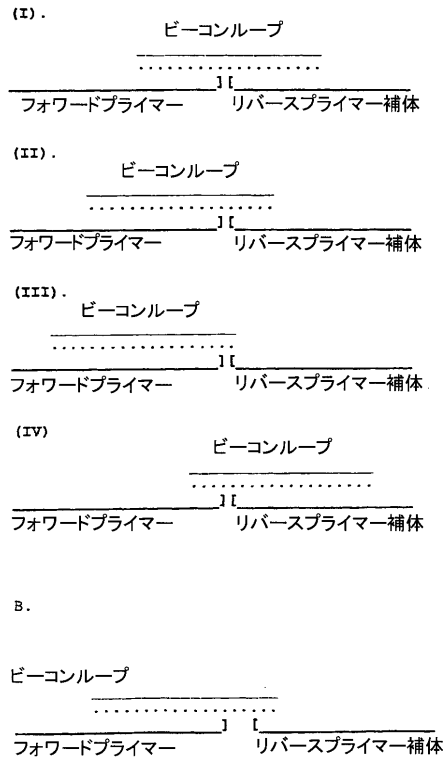 (I).
ビーコンループ
] [
フォワードプライマー リバースプライマー補体
(II).
ビーコンループ
] [
フォワードプライマー リバースプライマー補体
(III).
ビーコンループ
] [
フォワードプライマー リバースプライマー補体
(IV)
ビーコンループ
] [
フォワードプライマー リバースプライマー補体
B.
ビーコンループ
] [
フォワードプライマー リバースプライマー補体